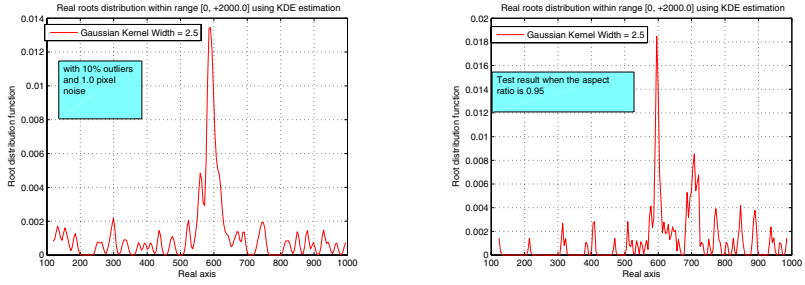 Real roots distribution within range [0, +2000.0] using KDE estimation
0.014
0.012
0.01
0.008
0.006
0.004
0.002
0
Root distribution function
Gaussian Kernel Width = 2.5
with 10% outliers
and 1.0 pixel
noise
100 200 300 400 500 600 700 800 900 1000
Real axis
Real roots distribution within range [0, +2000.0] using KDE estimation
0.02
0.018
0.016
0.014
0.012
0.01
0.008
0.006
0.004
0.002
0
Root distribution function
Gaussian Kernel Width = 2.5
Test result when the aspect
ratio is 0.95
100 200 300 400 500 600 700 800 900 1000
Real axis